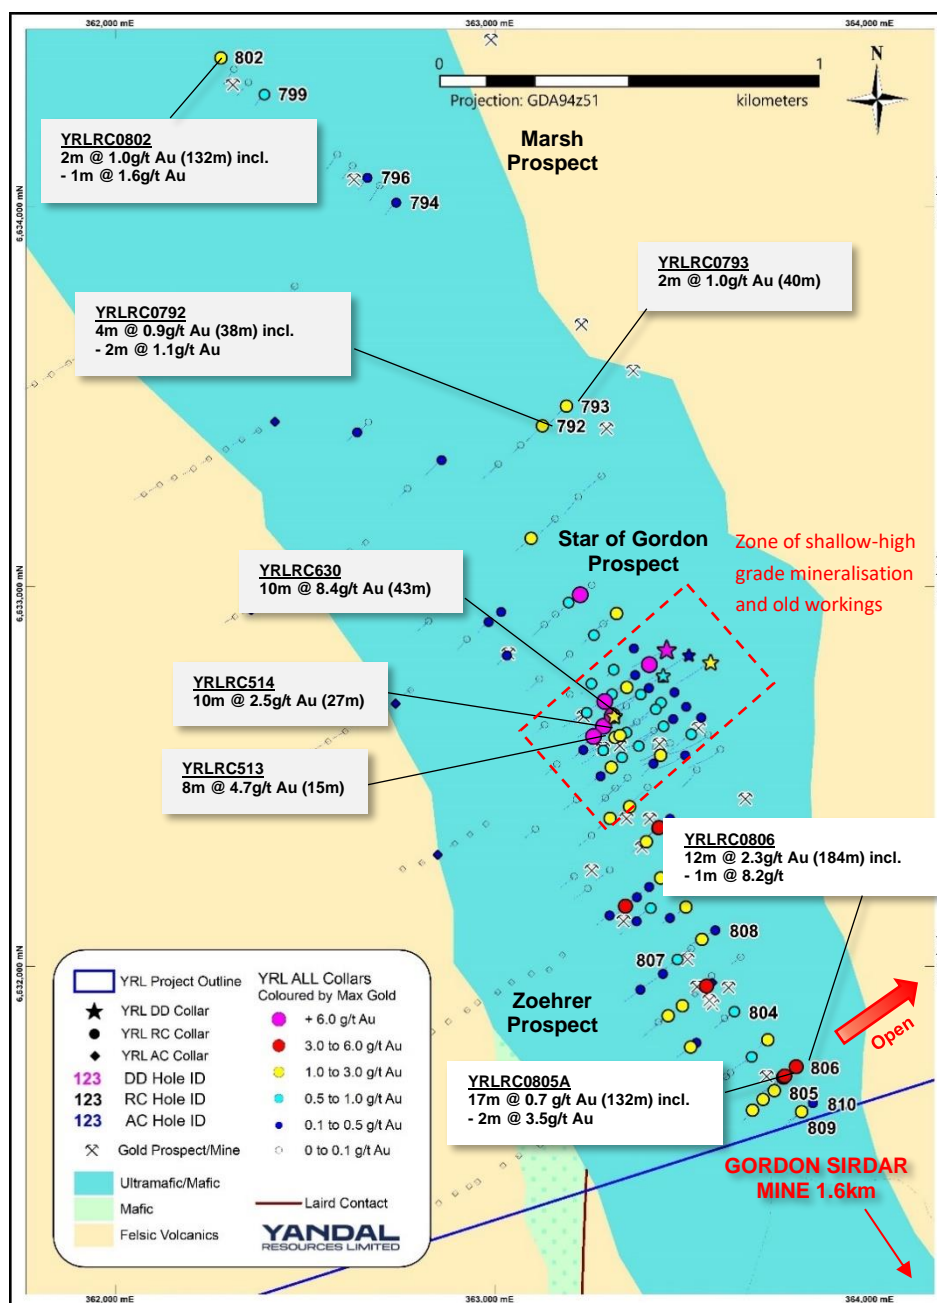 362,000 mE
363,000 mE
364,000 mE
802
799
0
1
Projection: GDA94z51
kilometers
N
YRLRC0802
2m @ 1.0g/t Au (132m) incl.
- 1m @ 1.6g/t Au
Marsh
Prospect
796
794
6,634,000 mN
YRLRC0793
2m @ 1.0g/t Au (40m)
YRLRC0792
4m @ 0.9g/t Au (38m) incl.
- 2m @ 1.1g/t Au
793
792
Star of Gordon
Prospect
Zone of shallow-high
grade mineralisation
and old workings
YRLRC630
10m @ 8.4g/t Au (43m)
6,633,000 mN
YRLRC514
10m @ 2.5g/t Au (27m)
YRLRC513
8m @ 4.7g/t Au (15m)
YRLRC0806
12m @ 2.3g/t Au (184m) incl.
- 1m @ 8.2g/t
808
807
6,632,000 mN
Zoehrer
Prospect
804
Open
806
805
810
809
YRLRC0805A
17m @ 0.7 g/t Au (132m) incl.
- 2m @ 3.5g/t Au
GORDON SIRDAR
MINE 1.6km
YRL Project Outline
YRL DD Collar
YRL RC Collar
YRL AC Collar
123 DD Hole ID
123 RC Hole ID
123 AC Hole ID
Gold Prospect/Mine
Ultramafic/Mafic
Mafic
Felsic Volcanics
YRL ALL Collars
Coloured by Max Gold
+ 6.0 g/t Au
3.0 to 6.0 g/t Au
1.0 to 3.0 g/t Au
0.5 to 1.0 g/t Au
0.1 to 0.5 g/t Au
0 to 0.1 g/t Au
Laird Contact
YANDAL
RESOURCES LIMITED
362,000 mE
363,000 mE
364,000 mE